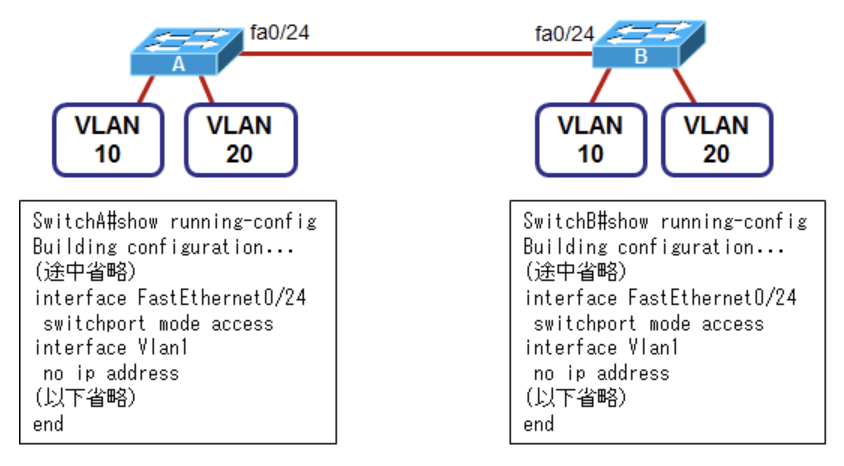 fa0/24
fa0/24
A
B
VLAN
10
VLAN
20
VLAN
10
VLAN
20
SwitchA#show running-config
Building configuration...
(途中省略)
interface FastEthernet0/24
switchport mode access
interface Vlan1
no ip address
(以下省略)
end
SwitchB#show running-config
Building configuration...
(途中省略)
interface FastEthernet0/24
switchport mode access
interface Vlan1
no ip address
(以下省略)
end